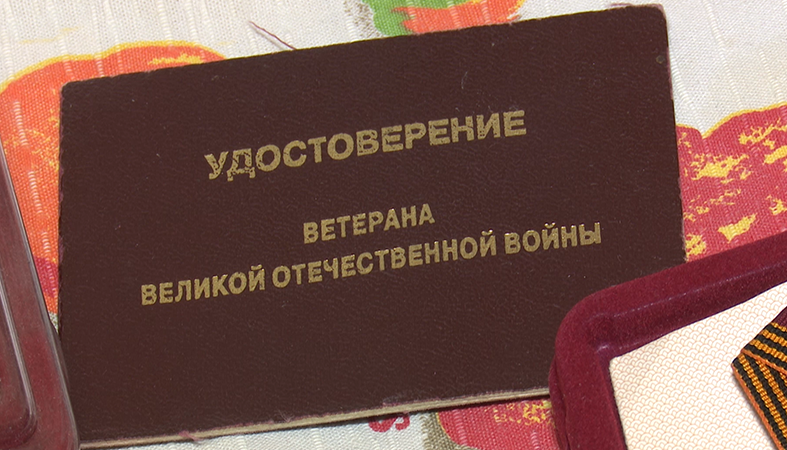 УДОСТОВЕРЕНИЕ
ВЕТЕРАНА
ВЕЛИКОЙ ОТЕЧЕСТВЕННОЙ ВОЙНЫ